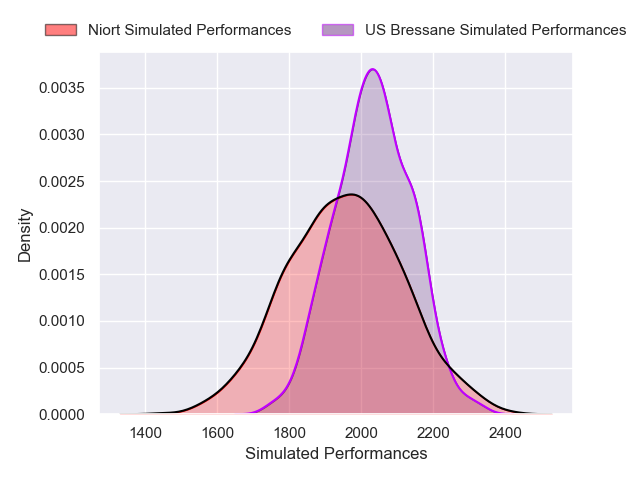 Niort Simulated Performances
US Bressane Simulated Performances
0.0035
0.0030
0.0025
0.0020
0.0015
0.0010
0.0005
0.0000
Density
1400 1600 1800 2000 2200 2400
Simulated Performances